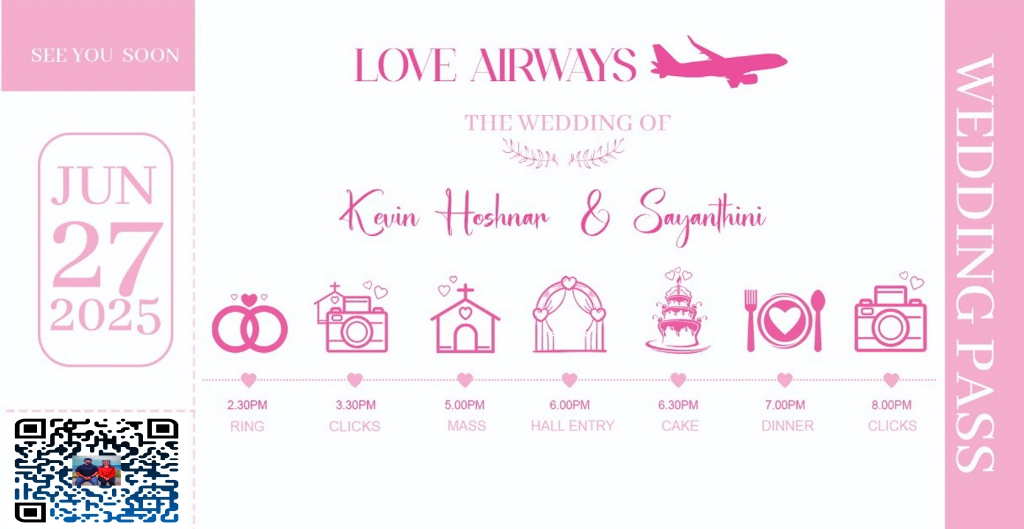 SEE YOU SOON
JUN
27
2025
LOVE AIRWAYS
THE WEDDING OF
Kevin Hoshnar & Sayanthini
2.30PM 3.30PM 5.00PM 6.00PM 6.30PM 7.00PM 8.00PM
RING CLICKS MASS HALL ENTRY CAKE DINNER CLICKS
WEDDING PASS